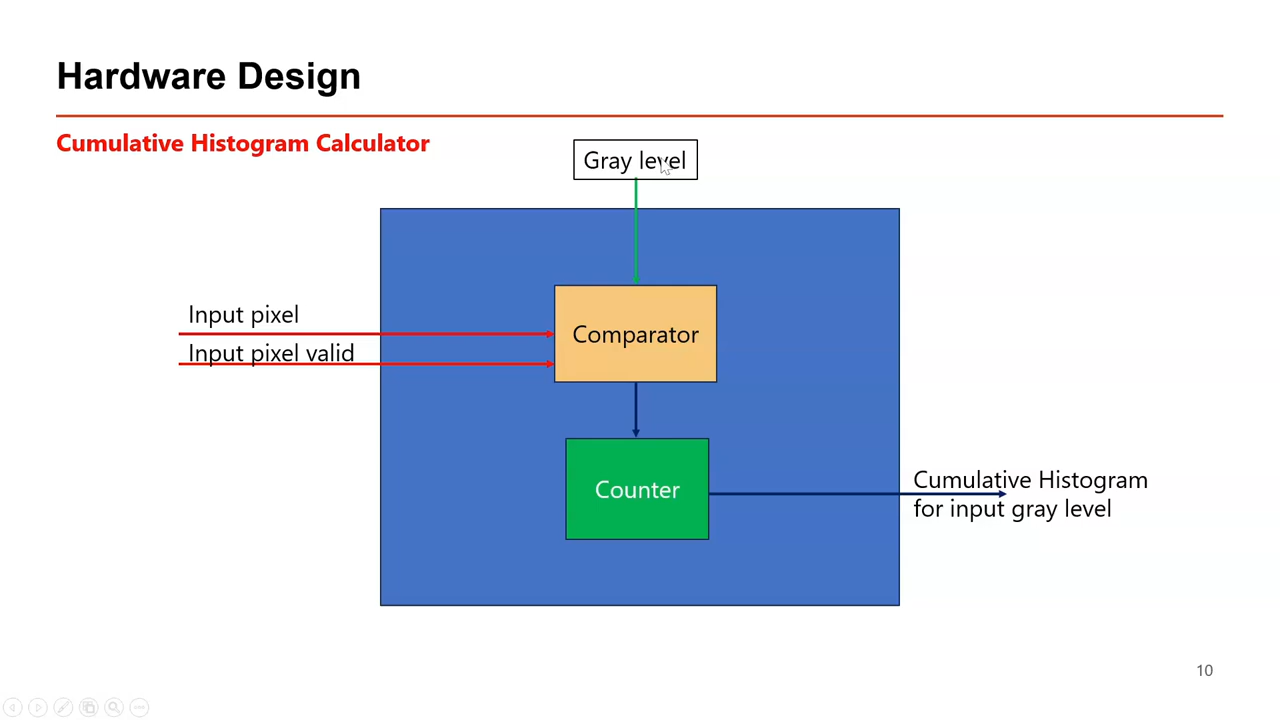 Hardware Design
Cumulative Histogram Calculator
Gray level
Input pixel
Input pixel valid
Comparator
Counter
Cumulative Histogram
for input gray level
10